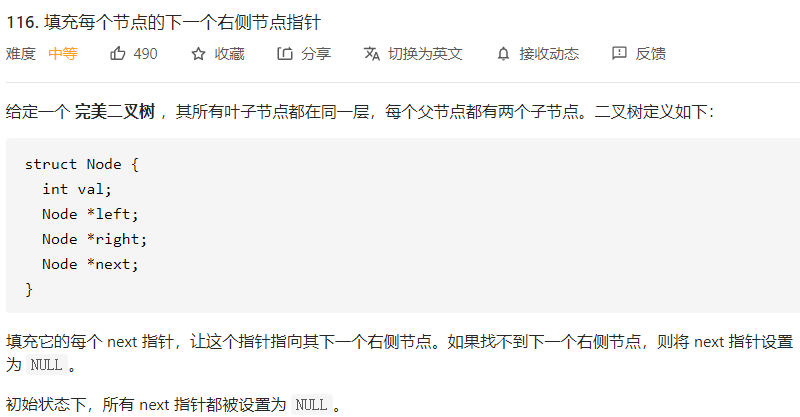 116. 填充每个节点的下一个右侧节点指针
难度 中等 490 收藏 分享 切换为英文 接收动态 反馈
给定一个 完美二叉树 ，其所有叶子节点都在同一层，每个父节点都有两个子节点。二叉树定义如下：
struct Node {
  int val;
  Node *left;
  Node *right;
  Node *next;
}
填充它的每个 next 指针，让这个指针指向其下一个右侧节点。如果找不到下一个右侧节点，则将 next 指针设置
为 NULL 。
初始状态下，所有 next 指针都被设置为 NULL 。